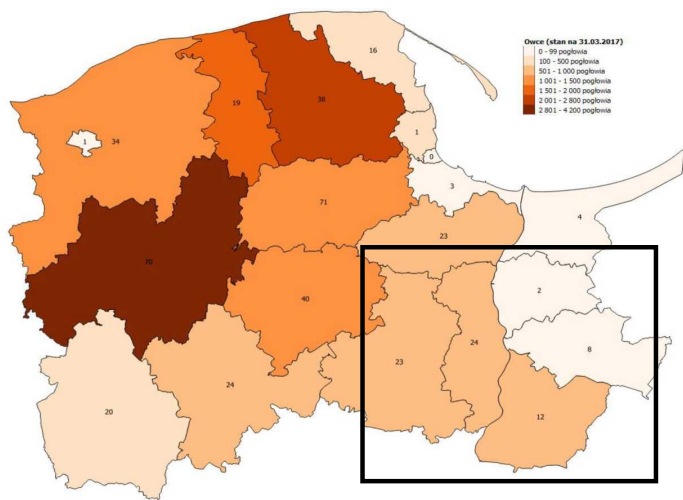 Owce (stan na 31.03.2017)
0 - 99 pogłowia
100 - 500 pogłowia
501 - 1 000 pogłowia
1 001 - 1 500 pogłowia
1 501 - 2 000 pogłowia
2 001 - 2 800 pogłowia
2 801 - 4 200 pogłowia
16
19
38
1
34
1
1
0
3
71
4
23
70
2
40
24
8
23
24
20
12